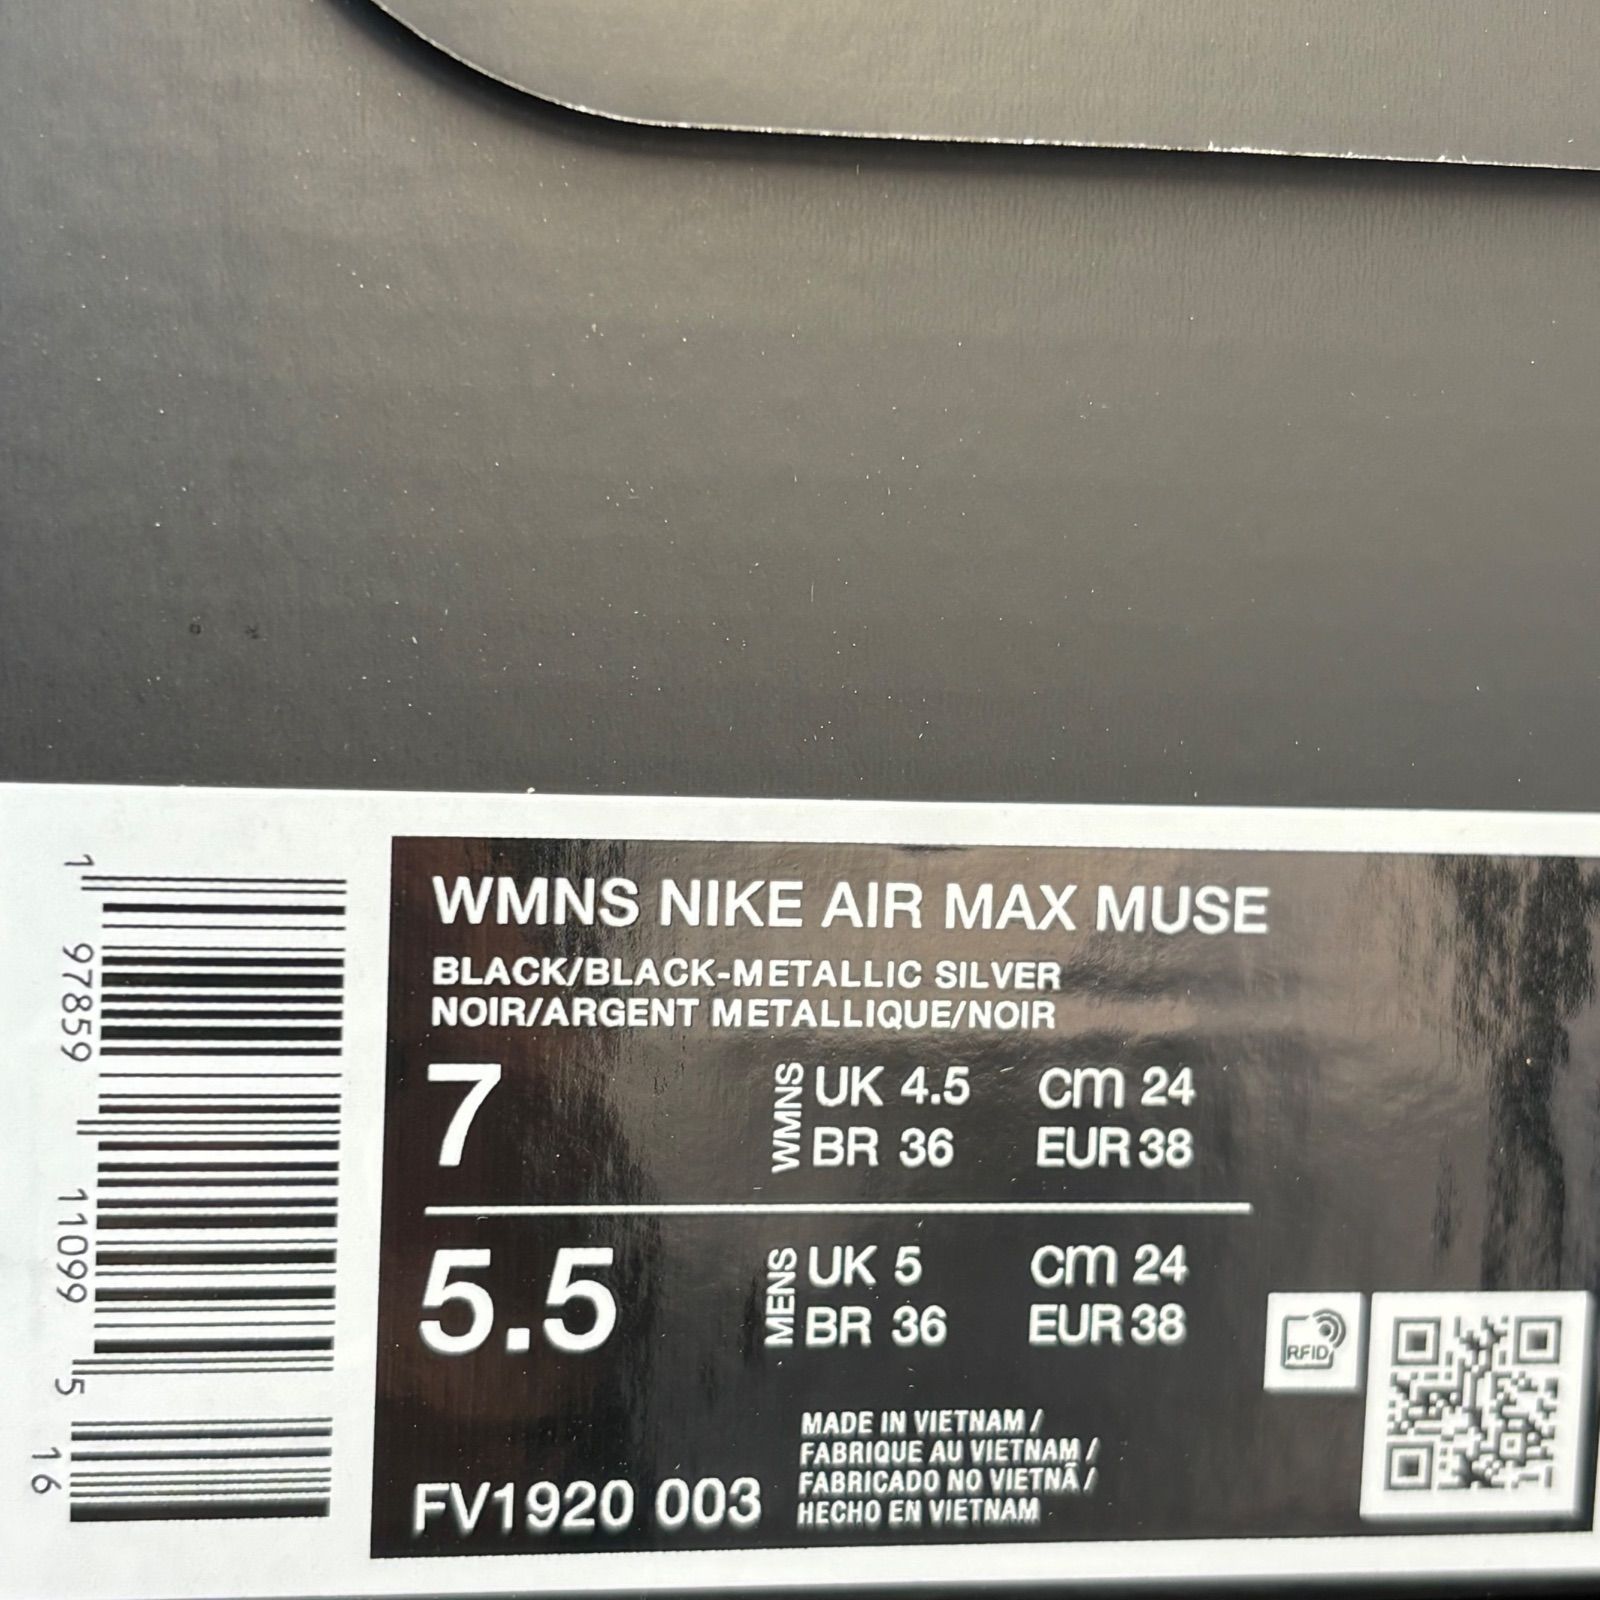 WMNS NIKE AIR MAX MUSE
BLACK/BLACK-METALLIC SILVER
NOIR/ARGENT METALLIQUE/NOIR
7
WMNS
UK 4.5 cm 24
BR 36 EUR 38
5.5
MENS
UK 5 cm 24
BR 36 EUR 38
RFID
MADE IN VIETNAM /
FABRIQUE AU VIETNAM /
FABRICADO NO VIETNÃ /
HECHO EN VIETNAM
FV1920 003
1 97859 11099 5 16